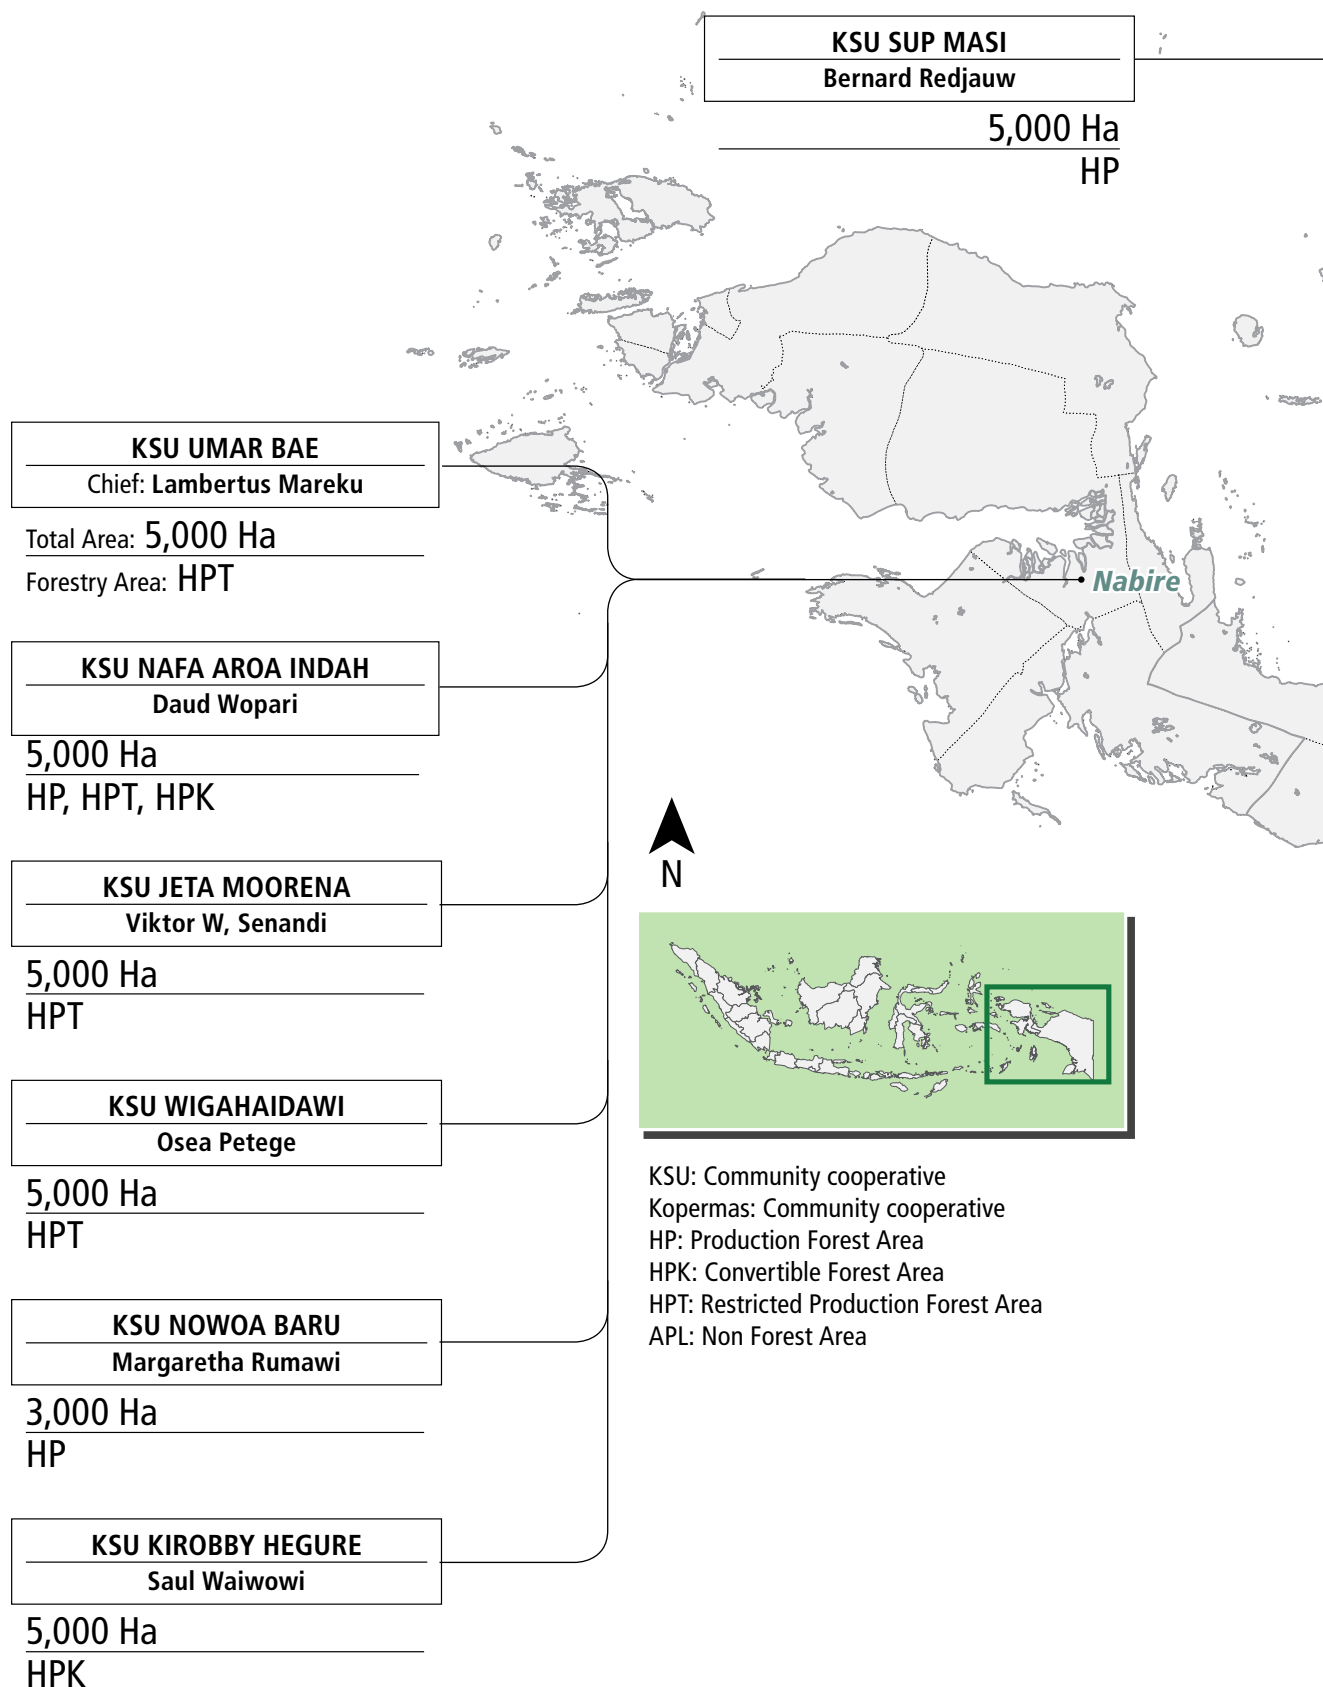 KSU SUP MASI
Bernard Redjauw
5,000 Ha
HP
KSU UMAR BAE
Chief: Lambertus Mareku
Total Area: 5,000 Ha
Forestry Area: HPT
Nabire
KSU NAFA AROA INDAH
Daud Wopari
5,000 Ha
HP, HPT, HPK
N
KSU JETA MOORENA
Viktor W, Senandi
5,000 Ha
HPT
KSU WIGAHAIDAWI
Osea Petege
5,000 Ha
HPT
KSU NOWOA BARU
Margaretha Rumawi
3,000 Ha
HP
KSU KIROBBY HEGURE
Saul Waiwowi
5,000 Ha
HPK
KSU: Community cooperative
Kopermas: Community cooperative
HP: Production Forest Area
HPK: Convertible Forest Area
HPT: Restricted Production Forest Area
APL: Non Forest Area